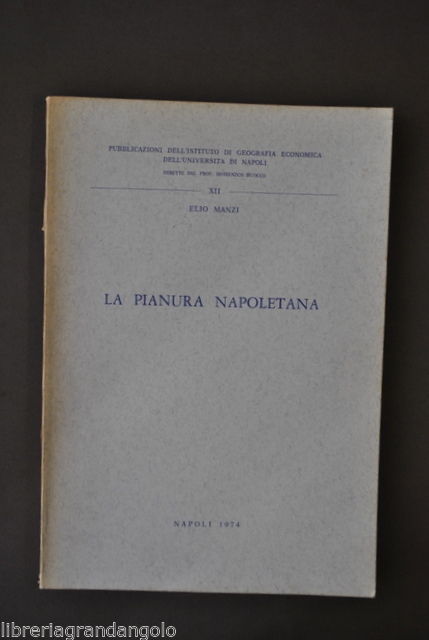 PUBBLICAZIONI DELL'ISTITUTO DI GEOGRAFIA ECONOMICA
DELL'UNIVERSITA DI NAPOLI
DIRETTE DAL PROF. DOMENICO RUOCCO
XII
ELIO MANZI
LA PIANURA NAPOLETANA
NAPOLI 1974
libreriagrandangolo